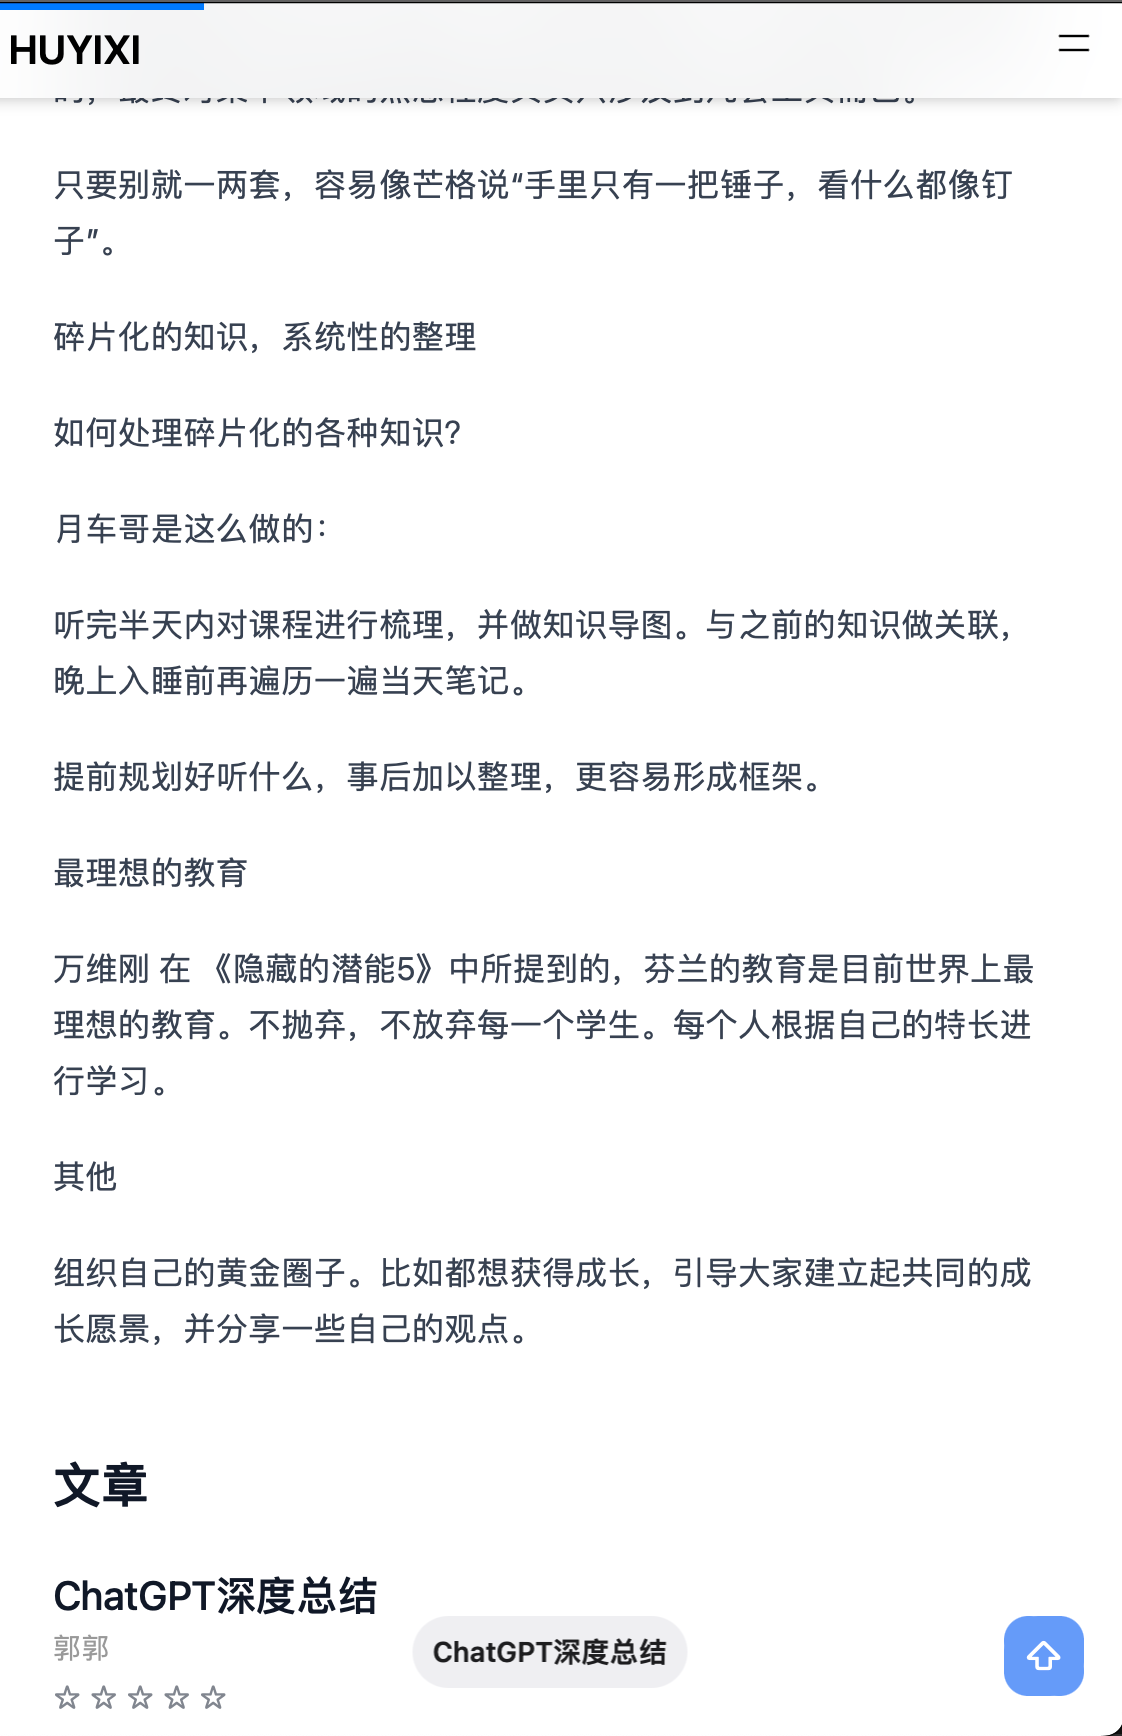 HUYIXI
只要别就一两套，容易像芒格说“手里只有一把锤子，看什么都像钉
子”。
碎片化的知识，系统性的整理
如何处理碎片化的各种知识？
月车哥是这么做的：
听完半天内对课程进行梳理，并做知识导图。与之前的知识做关联，
晚上入睡前再遍历一遍当天笔记。
提前规划好听什么，事后加以整理，更容易形成框架。
最理想的教育
万维刚 在 《隐藏的潜能5》中所提到的，芬兰的教育是目前世界上最
理想的教育。不抛弃，不放弃每一个学生。每个人根据自己的特长进
行学习。
其他
组织自己的黄金圈子。比如都想获得成长，引导大家建立起共同的成
长愿景，并分享一些自己的观点。
文章
ChatGPT深度总结
郭郭
ChatGPT深度总结